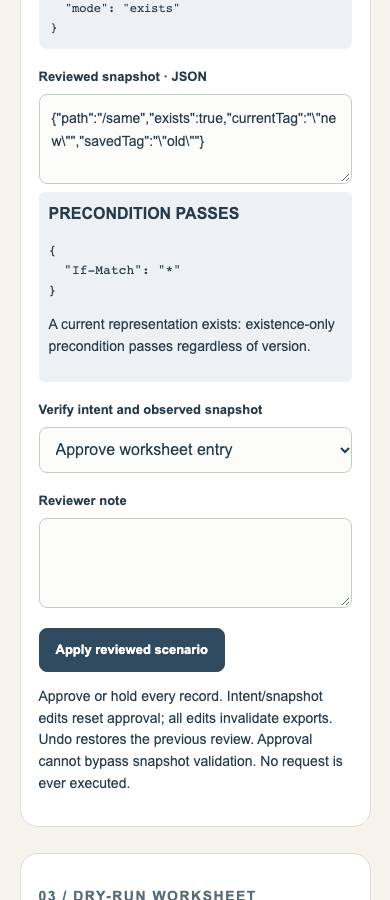 "mode": "exists"
}
Reviewed snapshot · JSON
{"path":"/same","exists":true,"currentTag":"\"ne
w\"","savedTag":"\"old\""}
PRECONDITION PASSES
{
"If-Match": "*"
}
A current representation exists: existence-only
precondition passes regardless of version.
Verify intent and observed snapshot
Approve worksheet entry
Reviewer note
Apply reviewed scenario
Approve or hold every record. Intent/snapshot
edits reset approval; all edits invalidate exports.
Undo restores the previous review. Approval
cannot bypass snapshot validation. No request is
ever executed.
03 / DRY-RUN WORKSHEET